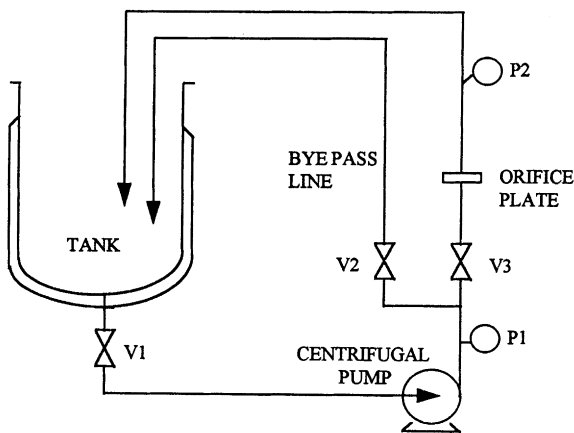 P2
BYE PASS
LINE
ORIFICE
PLATE
TANK
V2
V3
V1
P1
CENTRIFUGAL
PUMP